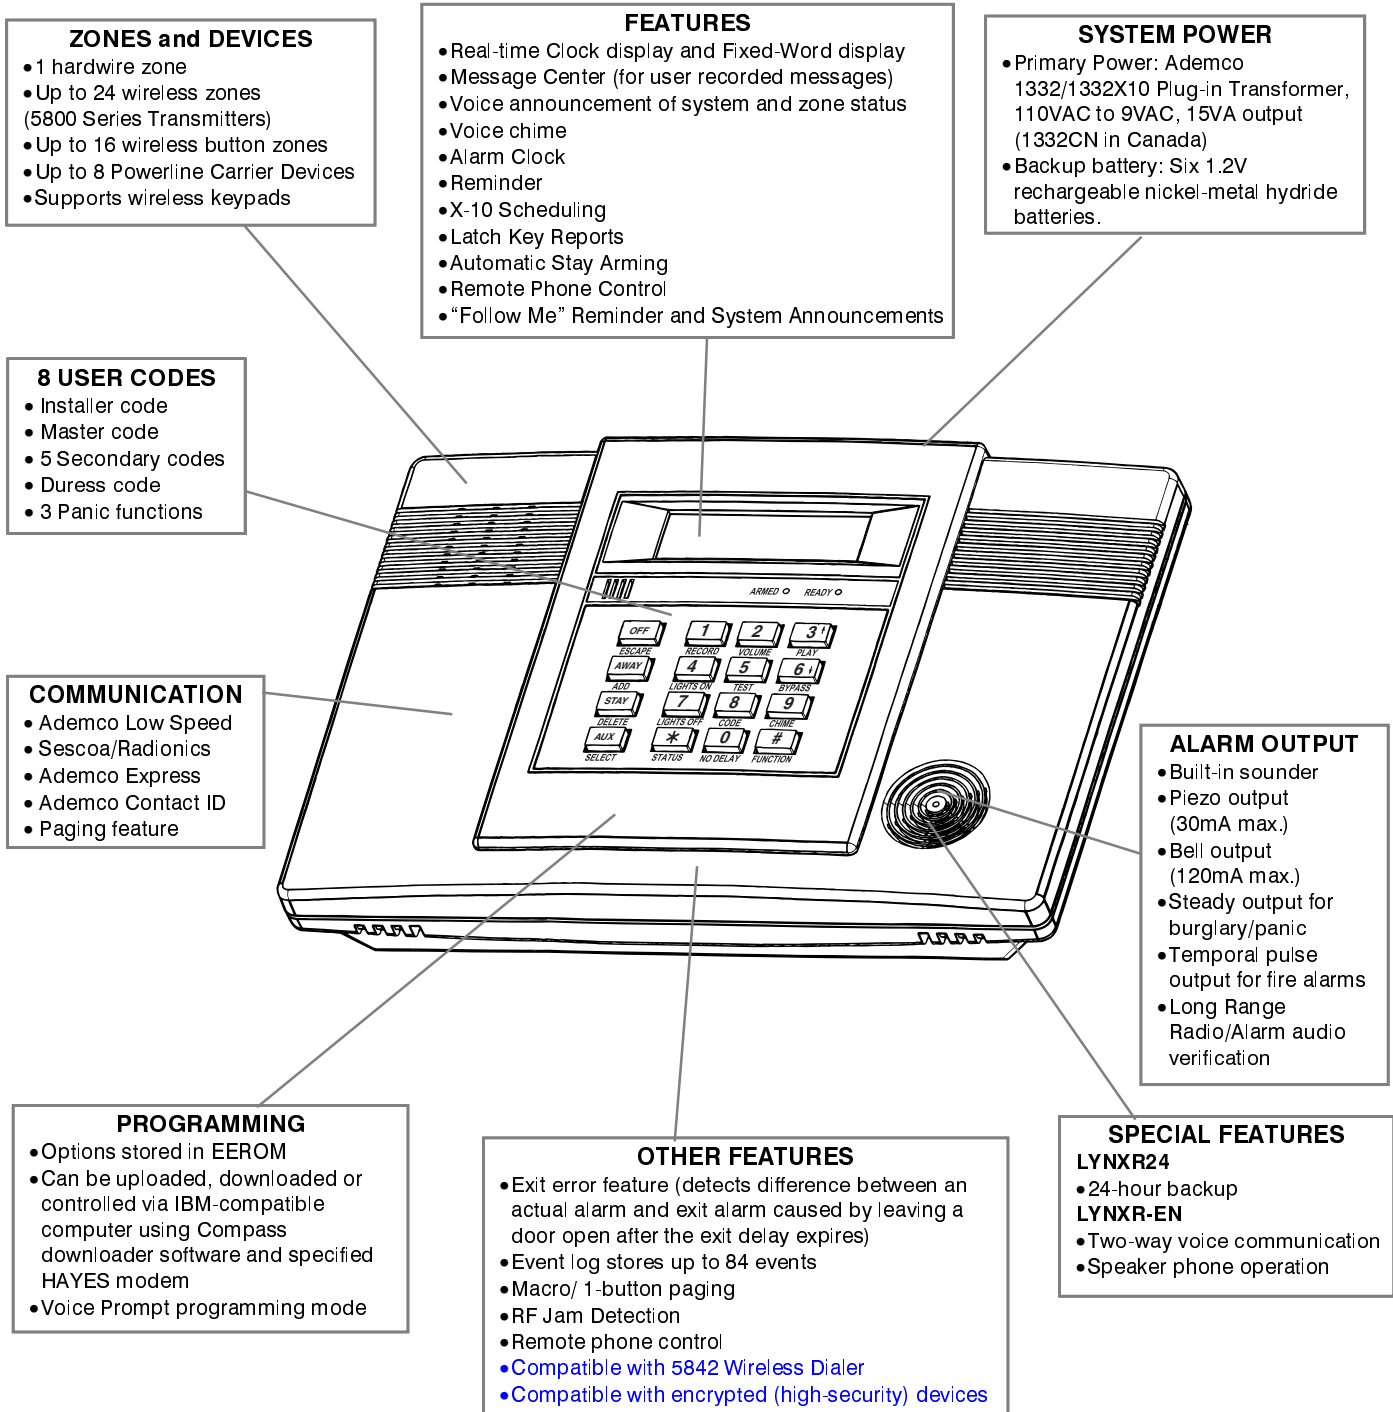 ZONES and DEVICES
•1 hardwire zone
•Up to 24 wireless zones
(5800 Series Transmitters)
•Up to 16 wireless button zones
•Up to 8 Powerline Carrier Devices
•Supports wireless keypads
FEATURES
•Real-time Clock display and Fixed-Word display
•Message Center (for user recorded messages)
•Voice announcement of system and zone status
•Voice chime
•Alarm Clock
•Reminder
•X-10 Scheduling
•Latch Key Reports
•Automatic Stay Arming
•Remote Phone Control
•“Follow Me” Reminder and System Announcements
SYSTEM POWER
•Primary Power: Ademco
1332/1332X10 Plug-in Transformer,
110VAC to 9VAC, 15VA output
(1332CN in Canada)
•Backup battery: Six 1.2V
rechargeable nickel-metal hydride
batteries.
8 USER CODES
• Installer code
• Master code
• 5 Secondary codes
• Duress code
• 3 Panic functions
ARMED READY
OFF 1 2 3
ESCAPE RECORD VOLUME PLAY
AWAY 4 5 6
ADD LIGHTS ON TEST BYPASS
STAY 7 8 9
DELETE LIGHTS OFF CODE CHIME
AUX * 0 #
SELECT STATUS NO DELAY FUNCTION
COMMUNICATION
• Ademco Low Speed
• Sescoa/Radionics
• Ademco Express
• Ademco Contact ID
• Paging feature
ALARM OUTPUT
•Built-in sounder
•Piezo output
(30mA max.)
•Bell output
(120mA max.)
•Steady output for
burglary/panic
•Temporal pulse
output for fire alarms
•Long Range
Radio/Alarm audio
verification
PROGRAMMING
•Options stored in EEROM
•Can be uploaded, downloaded or
controlled via IBM-compatible
computer using Compass
downloader software and specified
HAYES modem
•Voice Prompt programming mode
OTHER FEATURES
•Exit error feature (detects difference between an
actual alarm and exit alarm caused by leaving a
door open after the exit delay expires)
•Event log stores up to 84 events
•Macro/ 1-button paging
•RF Jam Detection
•Remote phone control
•Compatible with 5842 Wireless Dialer
•Compatible with encrypted (high-security) devices
SPECIAL FEATURES
LYNXR24
•24-hour backup
LYNXR-EN
•Two-way voice communication
•Speaker phone operation